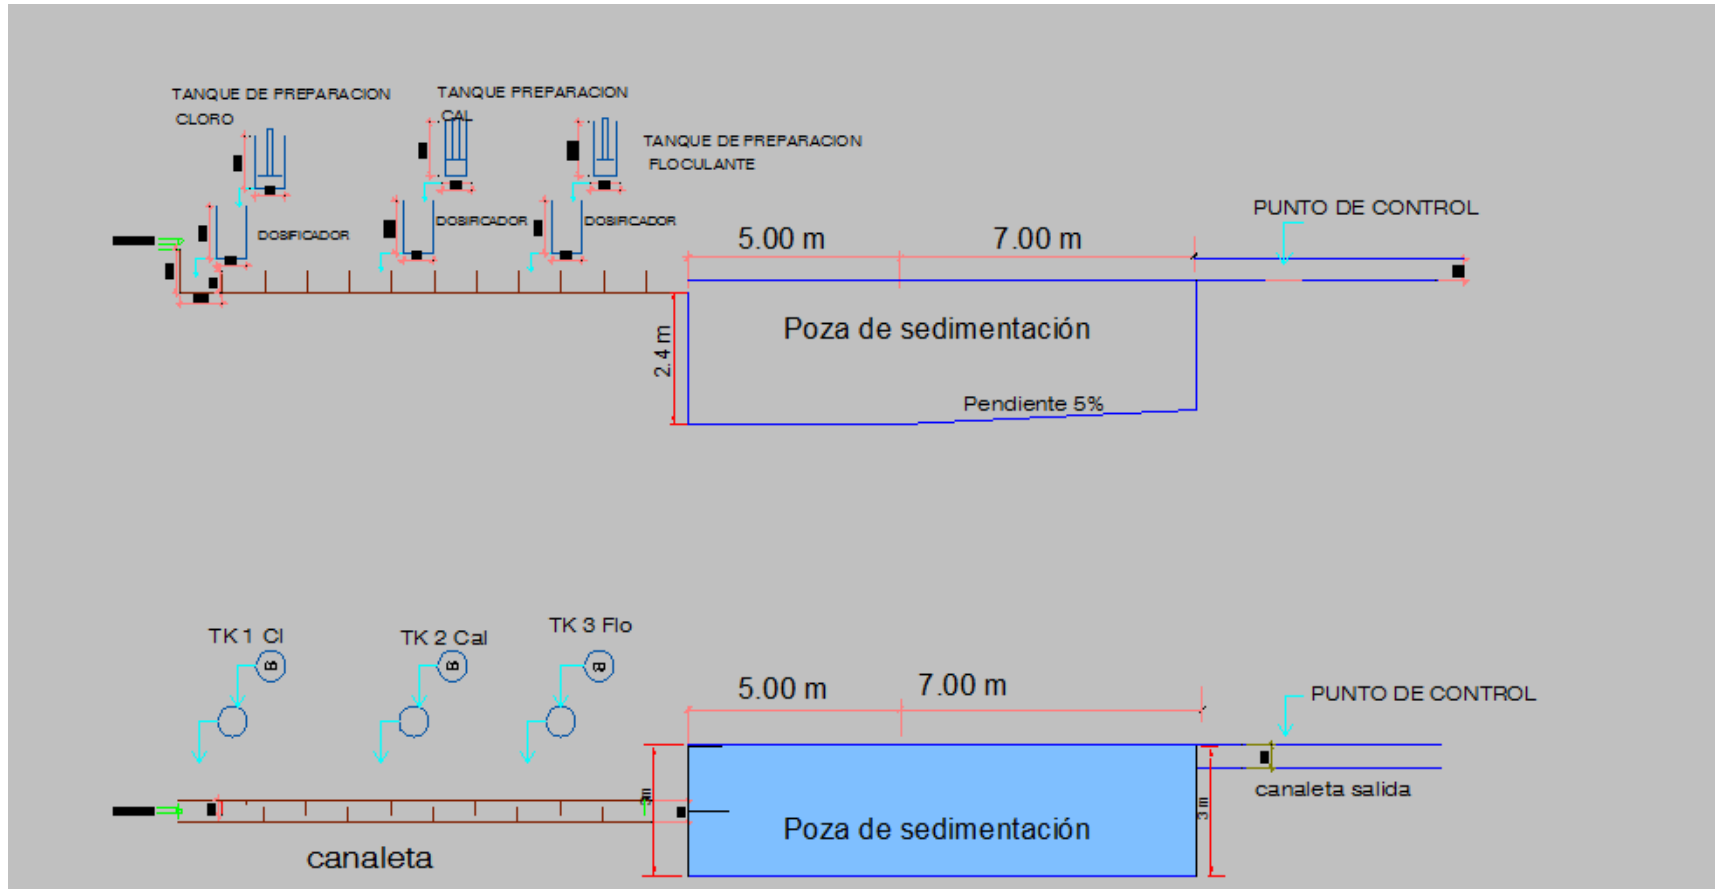 TANQUE DE PREPARACION
CLORO
TANQUE PREPARACION
CAL
TANQUE DE PREPARACION
FLOCULANTE
DOSIFICADOR
DOSIRCADOR
DOSIRCADOR
5.00 m
7.00 m
PUNTO DE CONTROL
Poza de sedimentación
2.4 m
Pendiente 5%
TK 1 Cl
TK 2 Cal
TK 3 Flo
5.00 m
7.00 m
PUNTO DE CONTROL
canaleta salida
3 m
Poza de sedimentación
canaleta